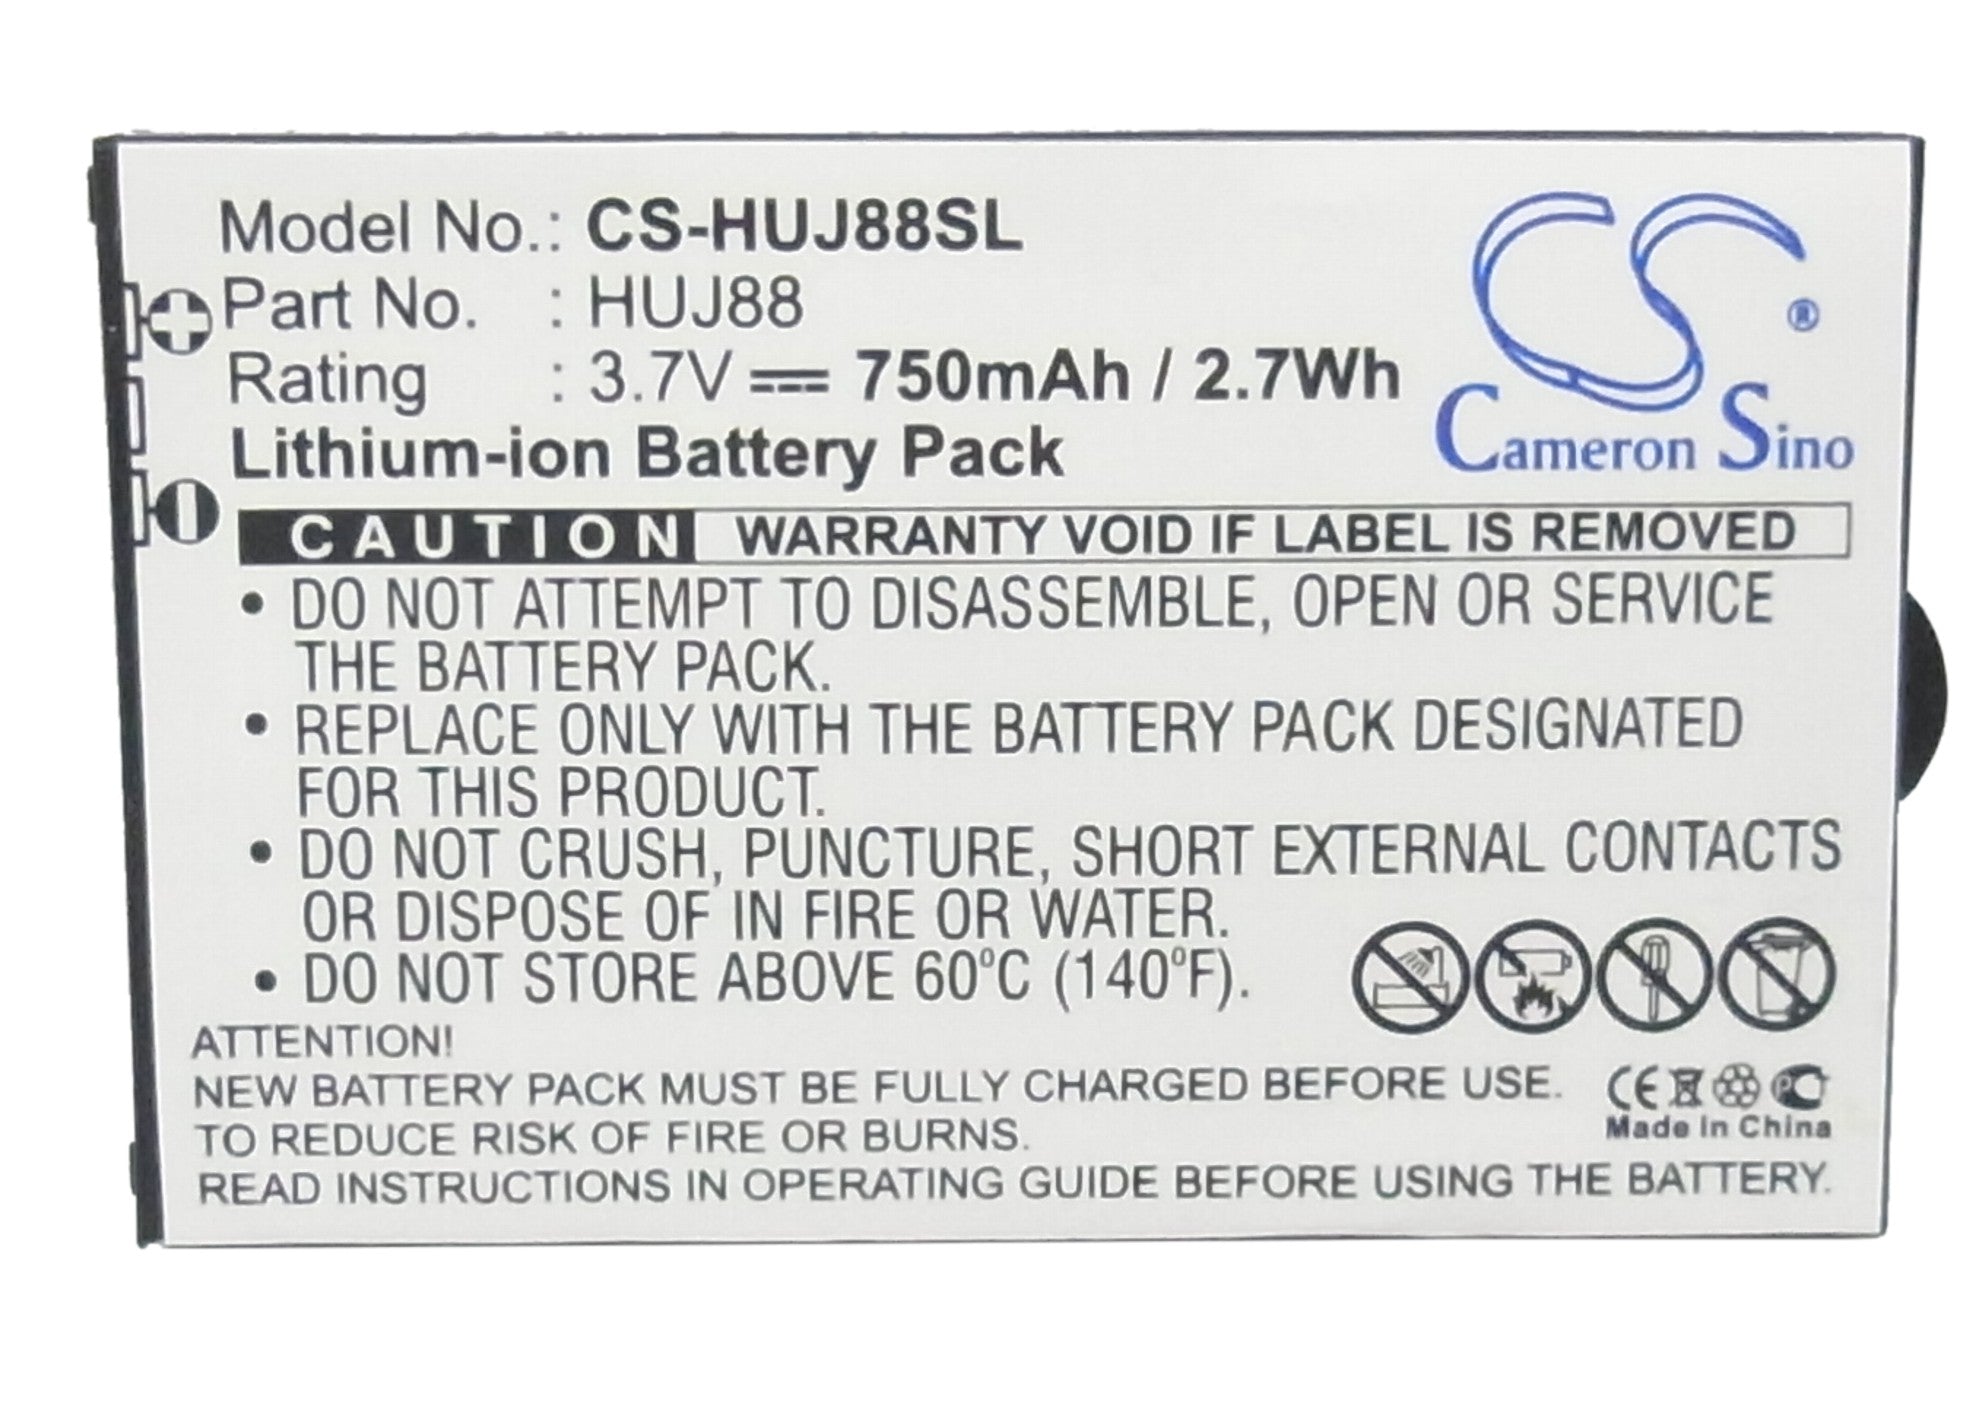 Model No.: CS-HUJ88SL
Part No. : HUJ88
Rating : 3.7V 750mAh / 2.7Wh
Lithium-ion Battery Pack
CS ®
Cameron Sino
CAUTION WARRANTY VOID IF LABEL IS REMOVED
• DO NOT ATTEMPT TO DISASSEMBLE, OPEN OR SERVICE
THE BATTERY PACK.
• REPLACE ONLY WITH THE BATTERY PACK DESIGNATED
FOR THIS PRODUCT.
• DO NOT CRUSH, PUNCTURE, SHORT EXTERNAL CONTACTS
OR DISPOSE OF IN FIRE OR WATER.
• DO NOT STORE ABOVE 60°C (140°F).
ATTENTION!
NEW BATTERY PACK MUST BE FULLY CHARGED BEFORE USE.
TO REDUCE RISK OF FIRE OR BURNS.
READ INSTRUCTIONS IN OPERATING GUIDE BEFORE USING THE BATTERY.
CE
Made in China